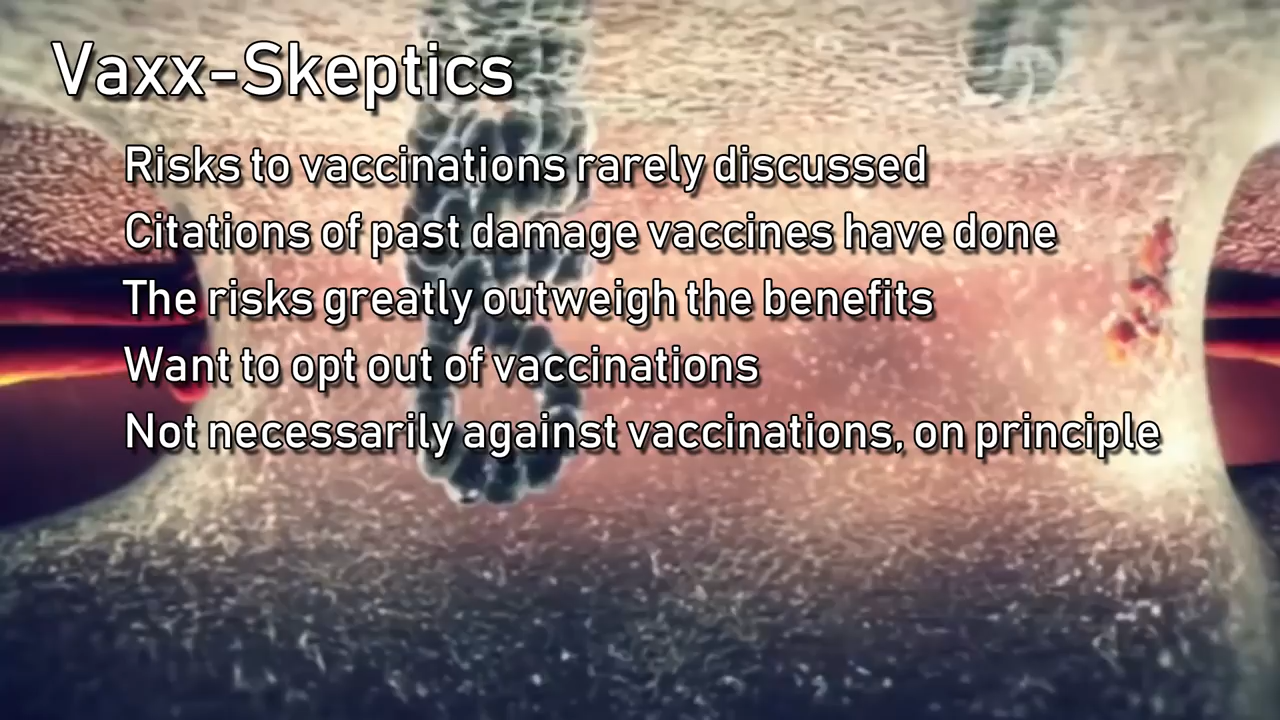 Vaxx-Skeptics
Risks to vaccinations rarely discussed
Citations of past damage vaccines have done
The risks greatly outweigh the benefits
Want to opt out of vaccinations
Not necessarily against vaccinations, on principle